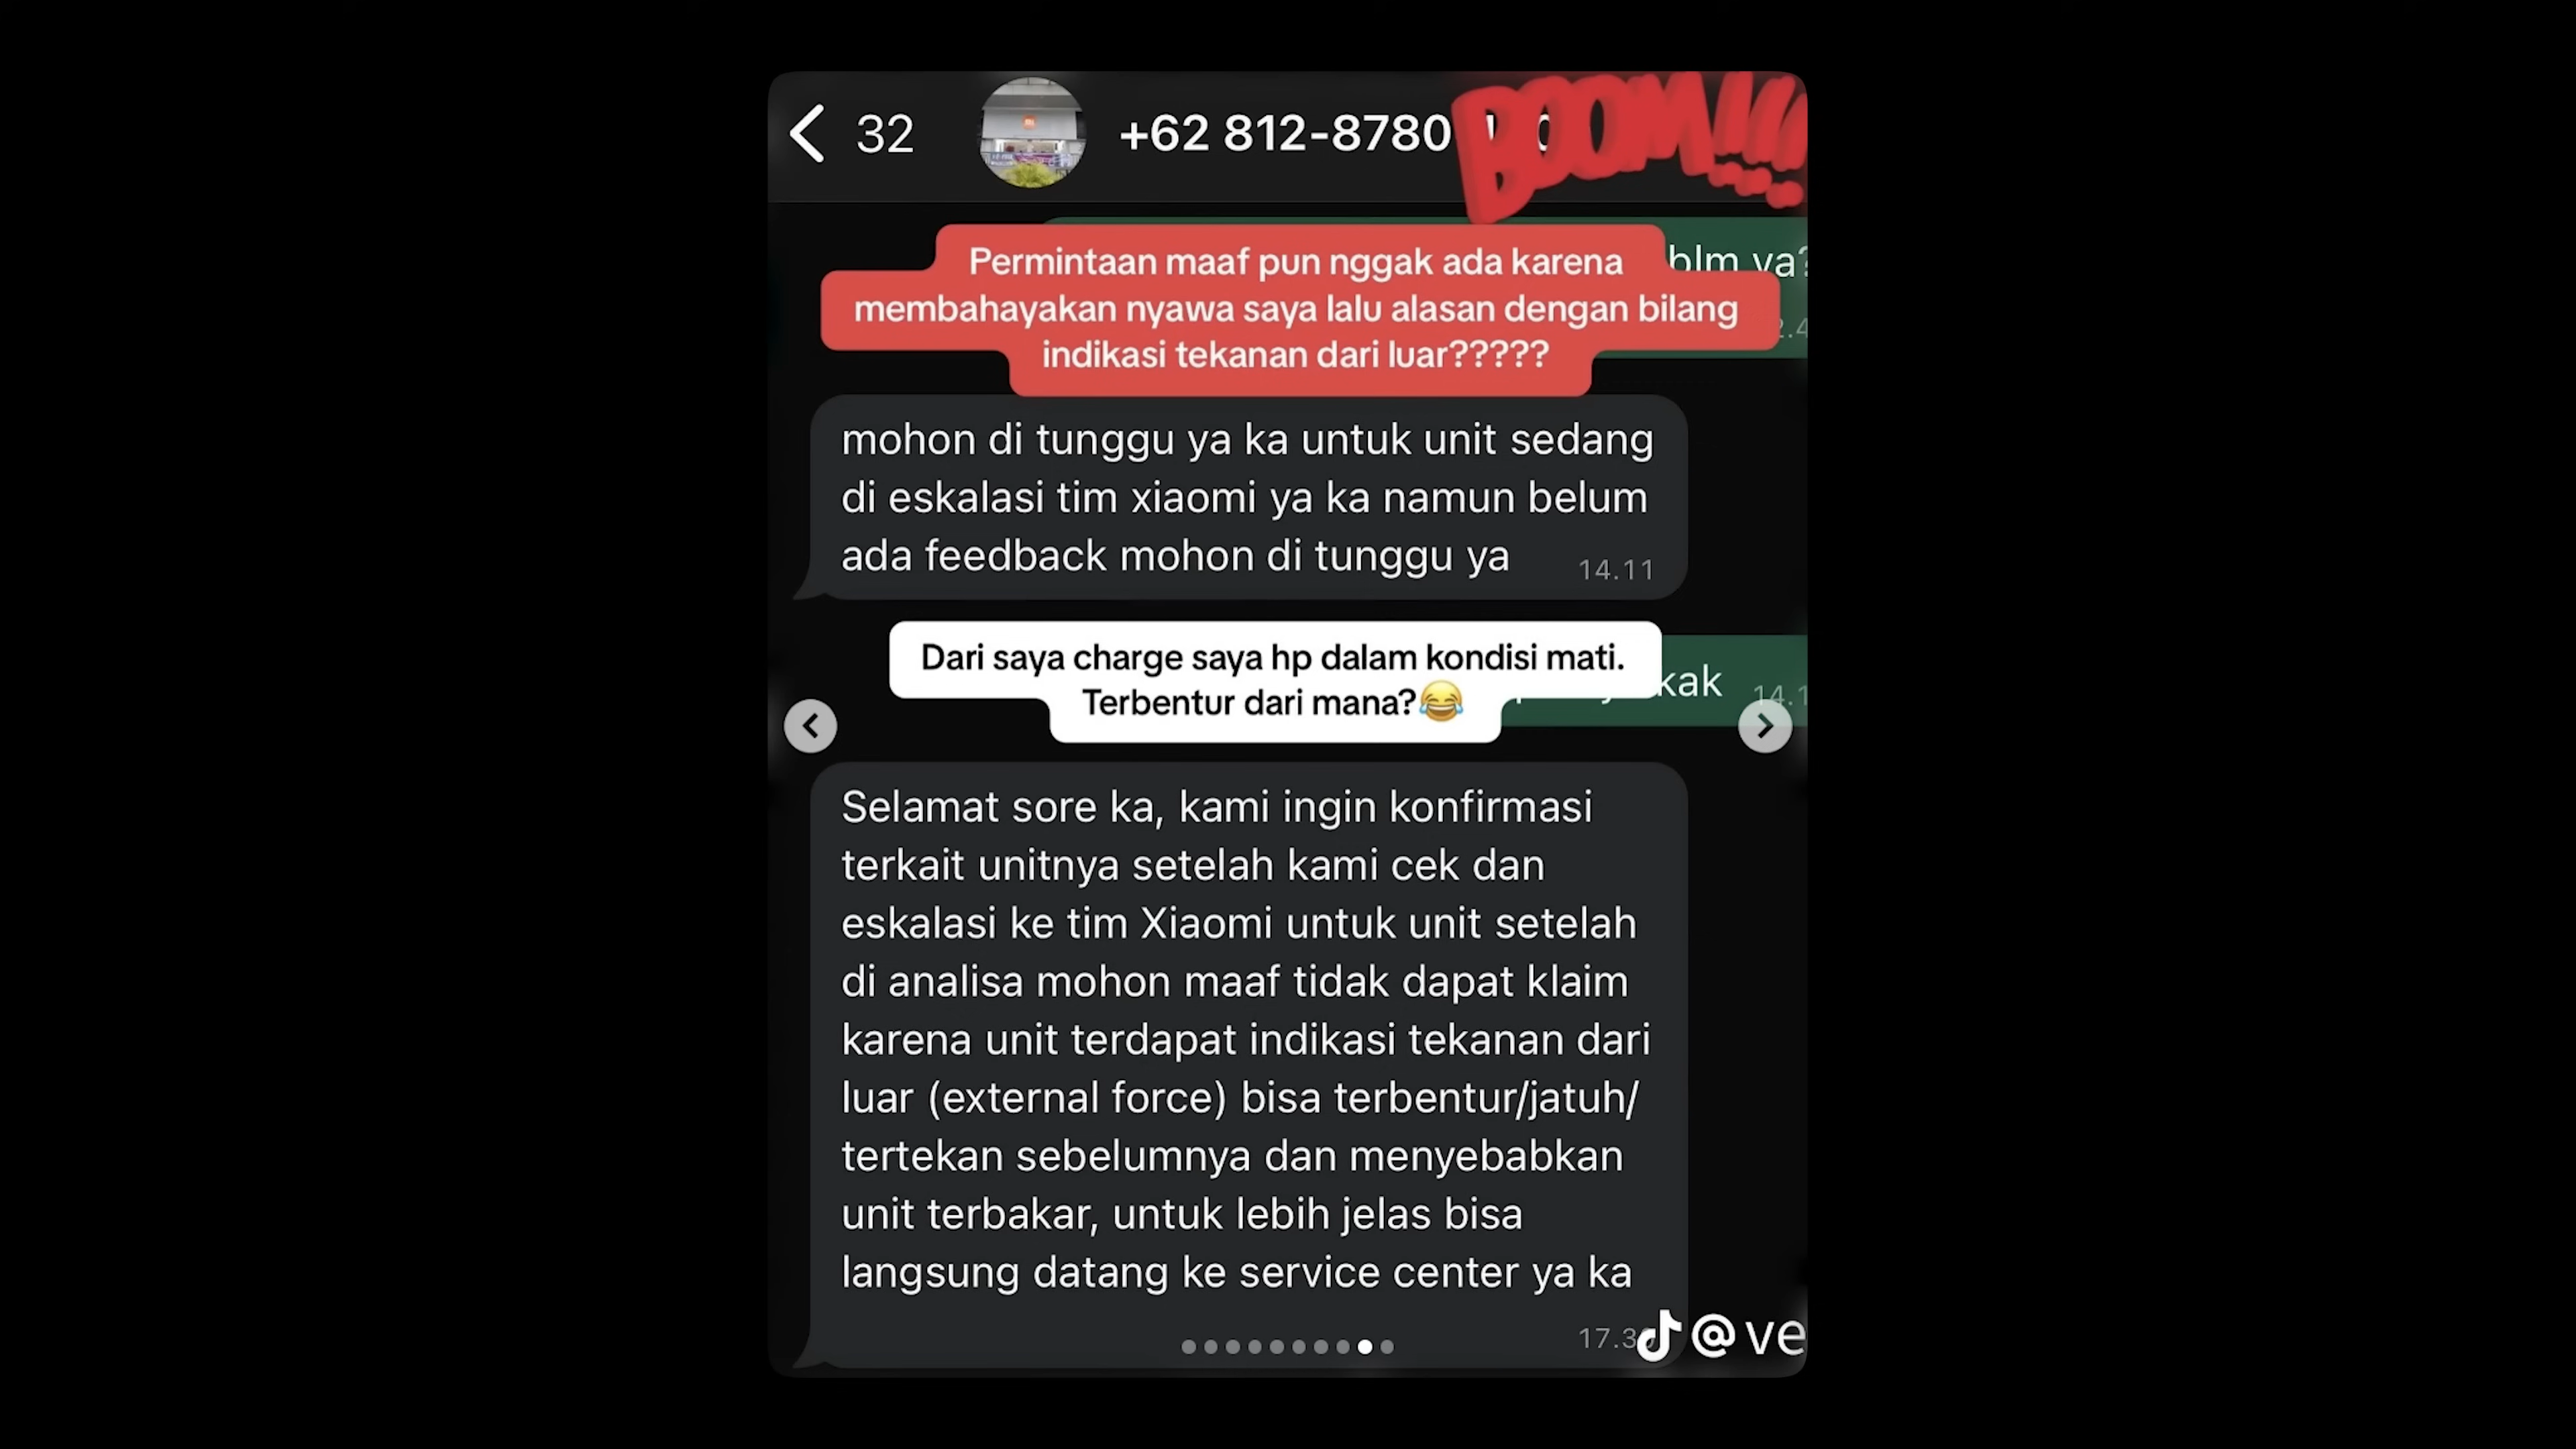 32
+62 812-8780
BOOM!!!
blm ya?
Permintaan maaf pun nggak ada karena
membahayakan nyawa saya lalu alasan dengan bilang
indikasi tekanan dari luar?????
mohon di tunggu ya ka untuk unit sedang
di eskalasi tim xiaomi ya ka namun belum
ada feedback mohon di tunggu ya
14.11
Dari saya charge saya hp dalam kondisi mati.
Terbentur dari mana?😂
kak
Selamat sore ka, kami ingin konfirmasi
terkait unitnya setelah kami cek dan
eskalasi ke tim Xiaomi untuk unit setelah
di analisa mohon maaf tidak dapat klaim
karena unit terdapat indikasi tekanan dari
luar (external force) bisa terbentur/jatuh/
tertekan sebelumnya dan menyebabkan
unit terbakar, untuk lebih jelas bisa
langsung datang ke service center ya ka
@ve